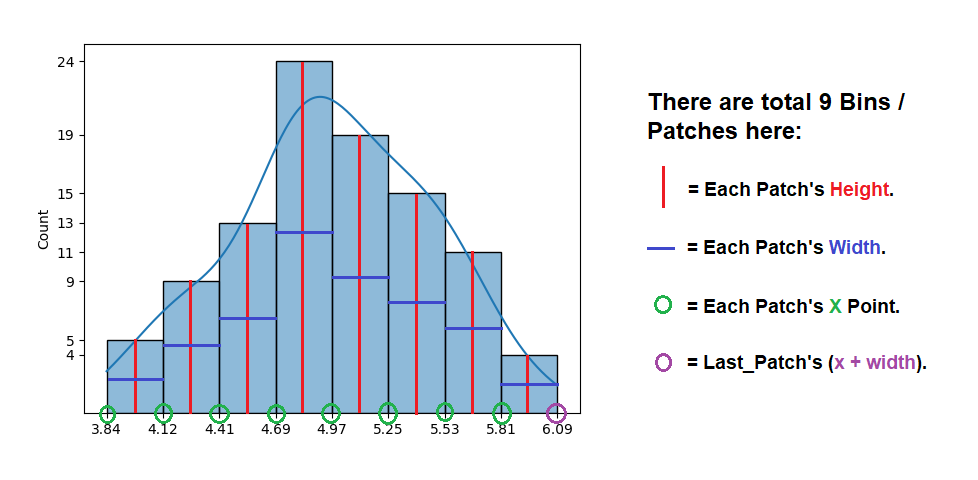 24
19
15
13
11
9
5
4
Count
3.84 4.12 4.41 4.69 4.97 5.25 5.53 5.81 6.09
There are total 9 Bins /
Patches here:
= Each Patch's Height.
= Each Patch's Width.
= Each Patch's X Point.
= Last_Patch's (x + width).